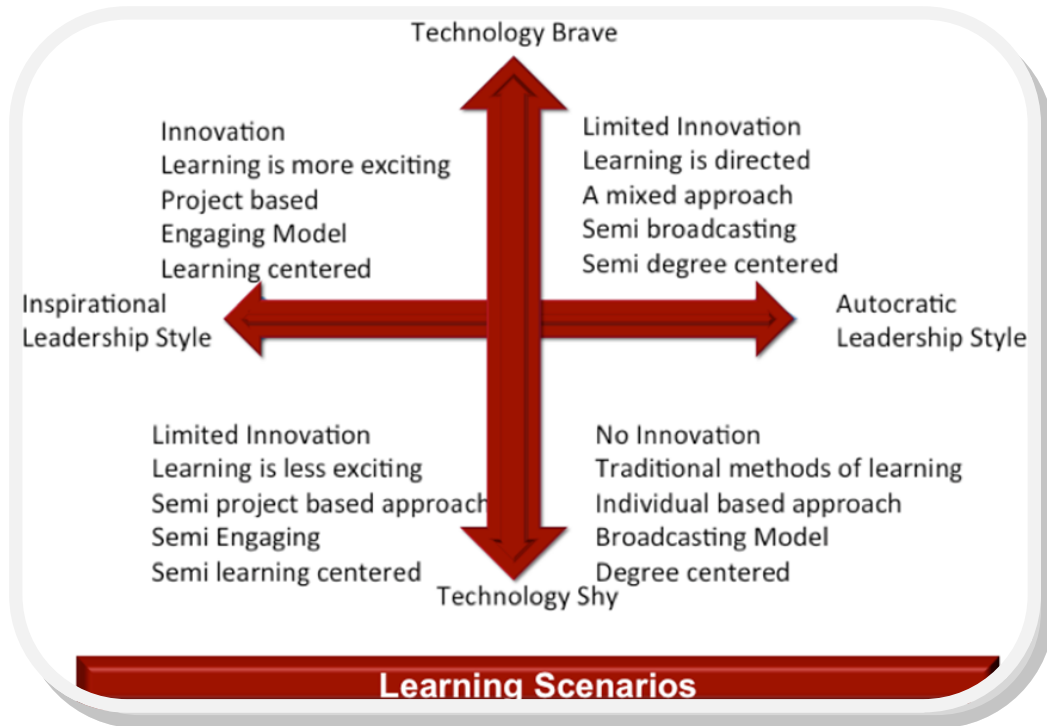 Technology Brave
Innovation
Learning is more exciting
Project based
Engaging Model
Learning centered
Limited Innovation
Learning is directed
A mixed approach
Semi broadcasting
Semi degree centered
Inspirational
Leadership Style
Autocratic
Leadership Style
Limited Innovation
Learning is less exciting
Semi project based approach
Semi Engaging
Semi learning centered
No Innovation
Traditional methods of learning
Individual based approach
Broadcasting Model
Degree centered
Technology Shy
Learning Scenarios